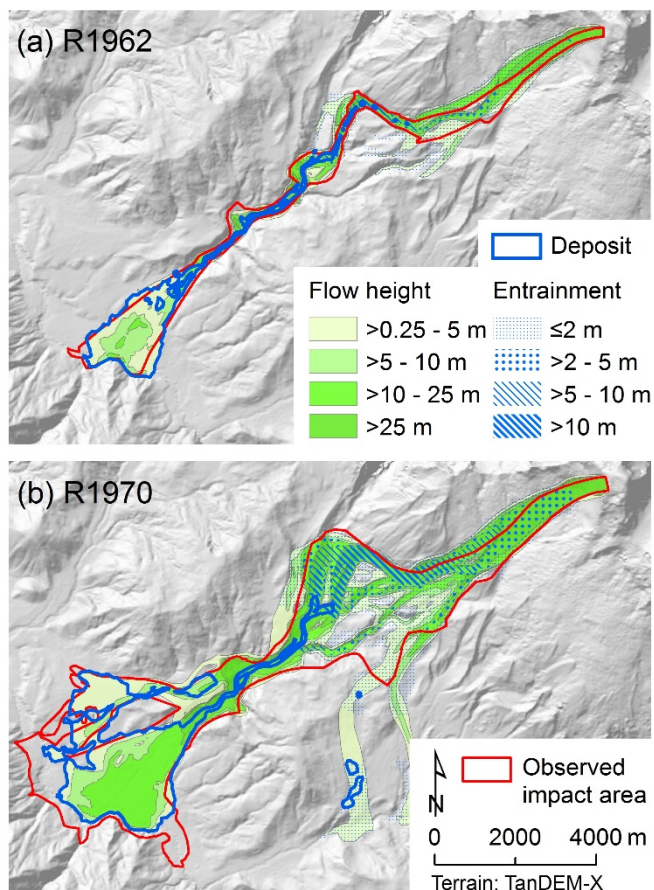 (a) R1962
Deposit
Flow height
Entrainment
>0.25 - 5 m
≤2 m
>5 - 10 m
>2 - 5 m
>10 - 25 m
>5 - 10 m
>25 m
>10 m
(b) R1970
N
Observed
impact area
0 2000 4000 m
Terrain: TanDEM-X